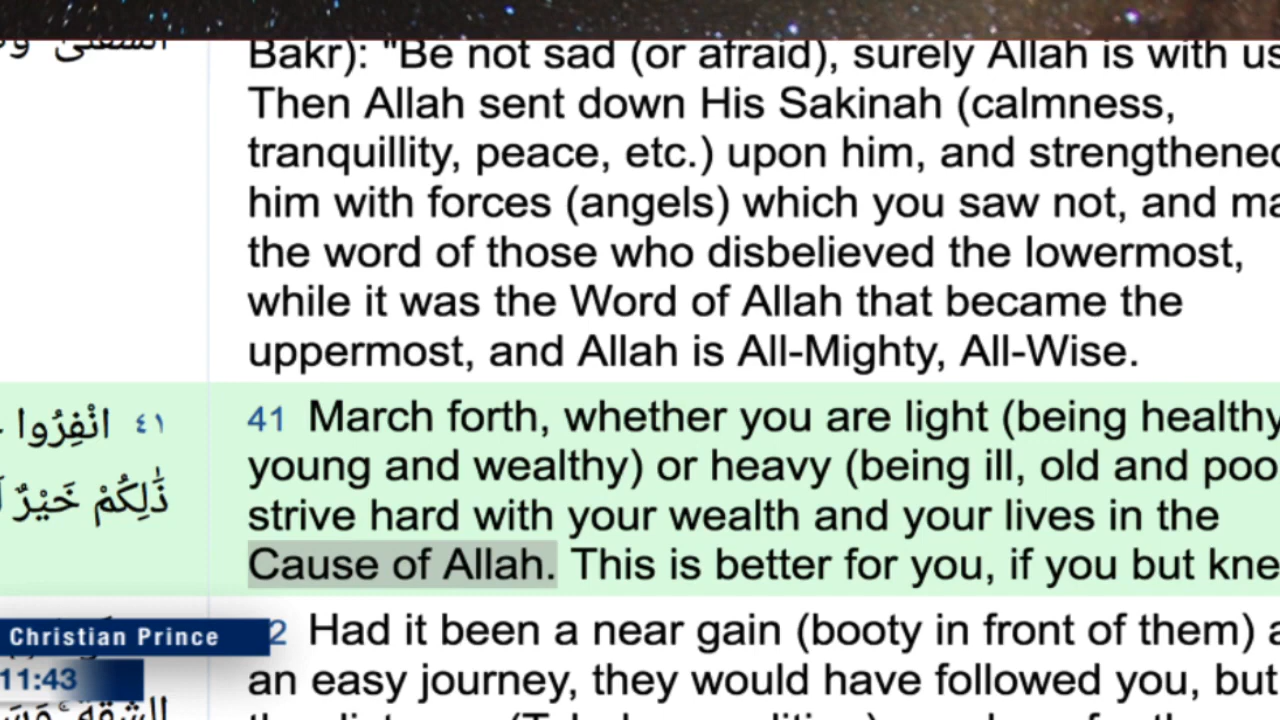 Bakr): "Be not sad (or afraid), surely Allah is with us
Then Allah sent down His Sakinah (calmness,
tranquillity, peace, etc.) upon him, and strengthened
him with forces (angels) which you saw not, and
the word of those who disbelieved the lowermost,
while it was the Word of Allah that became the
uppermost, and Allah is All-Mighty, All-Wise.
٤١ انْفِرُوا
ذَٰلِكُمْ خَيْرٌ
41 March forth, whether you are light (being healthy
young and wealthy) or heavy (being ill, old and
strive hard with your wealth and your lives in the
Cause of Allah. This is better for you, if you but
2 Had it been a near gain (booty in front of them)
an easy journey, they would have followed you, but
Christian Prince
11:43